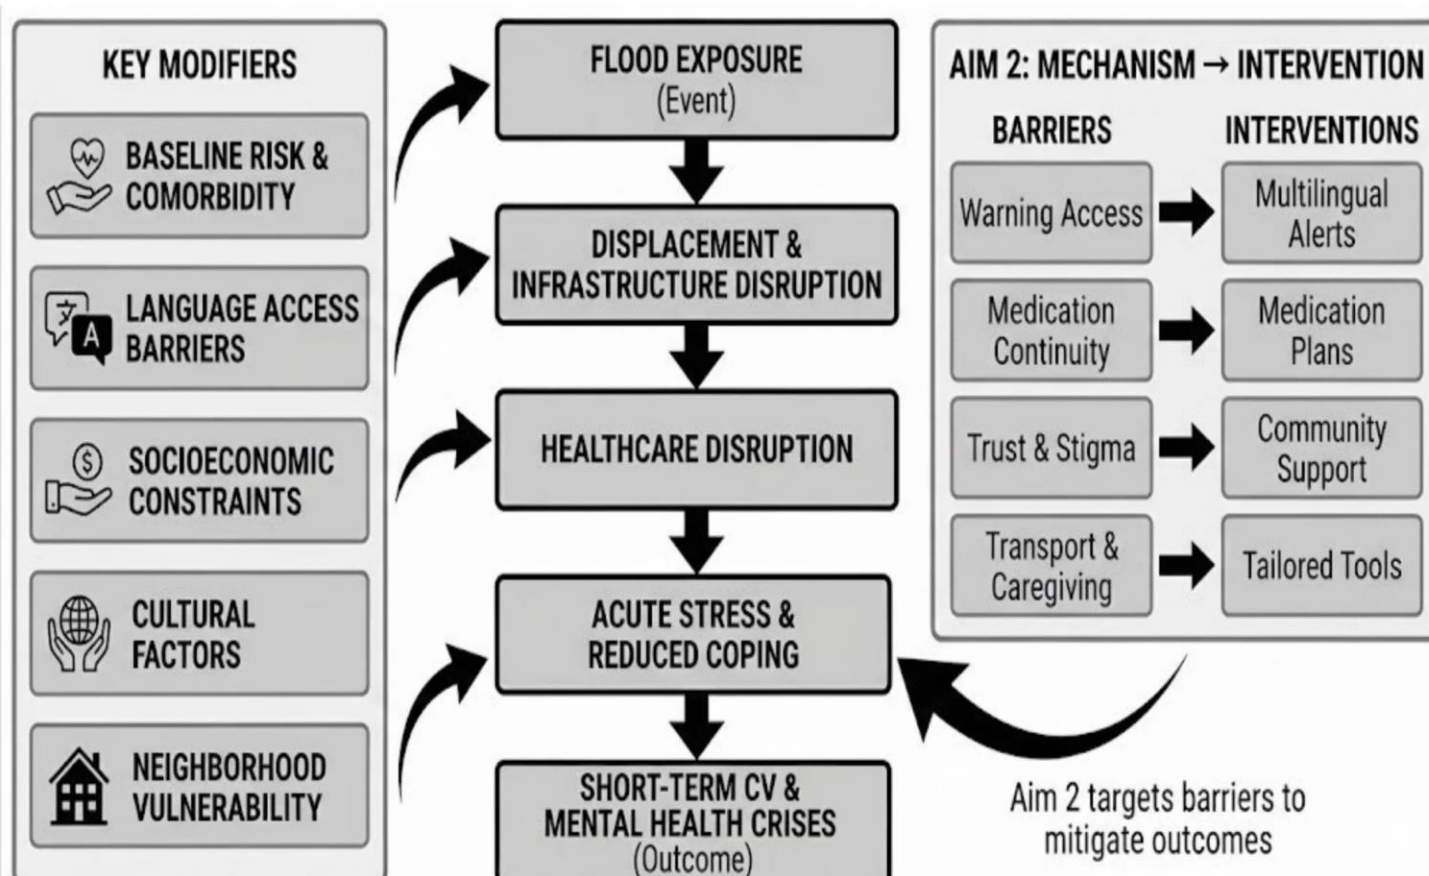 KEY MODIFIERS
BASELINE RISK &
COMORBIDITY
文
A
LANGUAGE ACCESS
BARRIERS
$
SOCIOECONOMIC
CONSTRAINTS
CULTURAL
FACTORS
NEIGHBORHOOD
VULNERABILITY
FLOOD EXPOSURE
(Event)
DISPLACEMENT &
INFRASTRUCTURE DISRUPTION
HEALTHCARE DISRUPTION
ACUTE STRESS &
REDUCED COPING
SHORT-TERM CV &
MENTAL HEALTH CRISES
(Outcome)
AIM 2: MECHANISM → INTERVENTION
BARRIERS
INTERVENTIONS
Warning Access
Multilingual
Alerts
Medication
Continuity
Medication
Plans
Trust & Stigma
Community
Support
Transport &
Caregiving
Tailored Tools
Aim 2 targets barriers to
mitigate outcomes